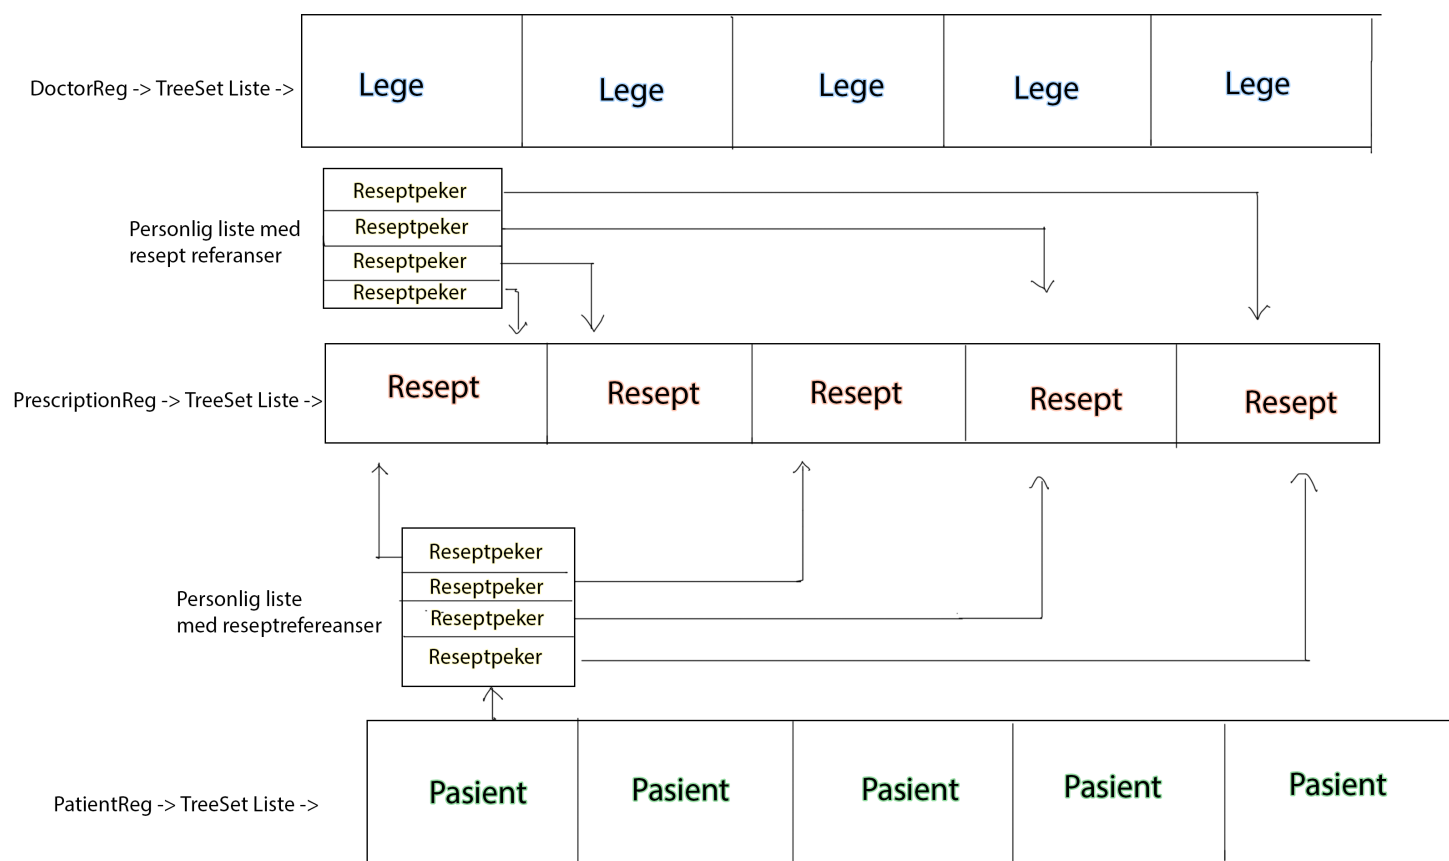 DoctorReg -> TreeSet Liste ->
Lege
Lege
Lege
Lege
Lege
Personlig liste med
resept referanser
Reseptpeker
Reseptpeker
Reseptpeker
Reseptpeker
PrescriptionReg -> TreeSet Liste ->
Resept
Resept
Resept
Resept
Resept
Personlig liste
med reseptrefereanser
Reseptpeker
Reseptpeker
Reseptpeker
Reseptpeker
PatientReg -> TreeSet Liste ->
Pasient
Pasient
Pasient
Pasient
Pasient